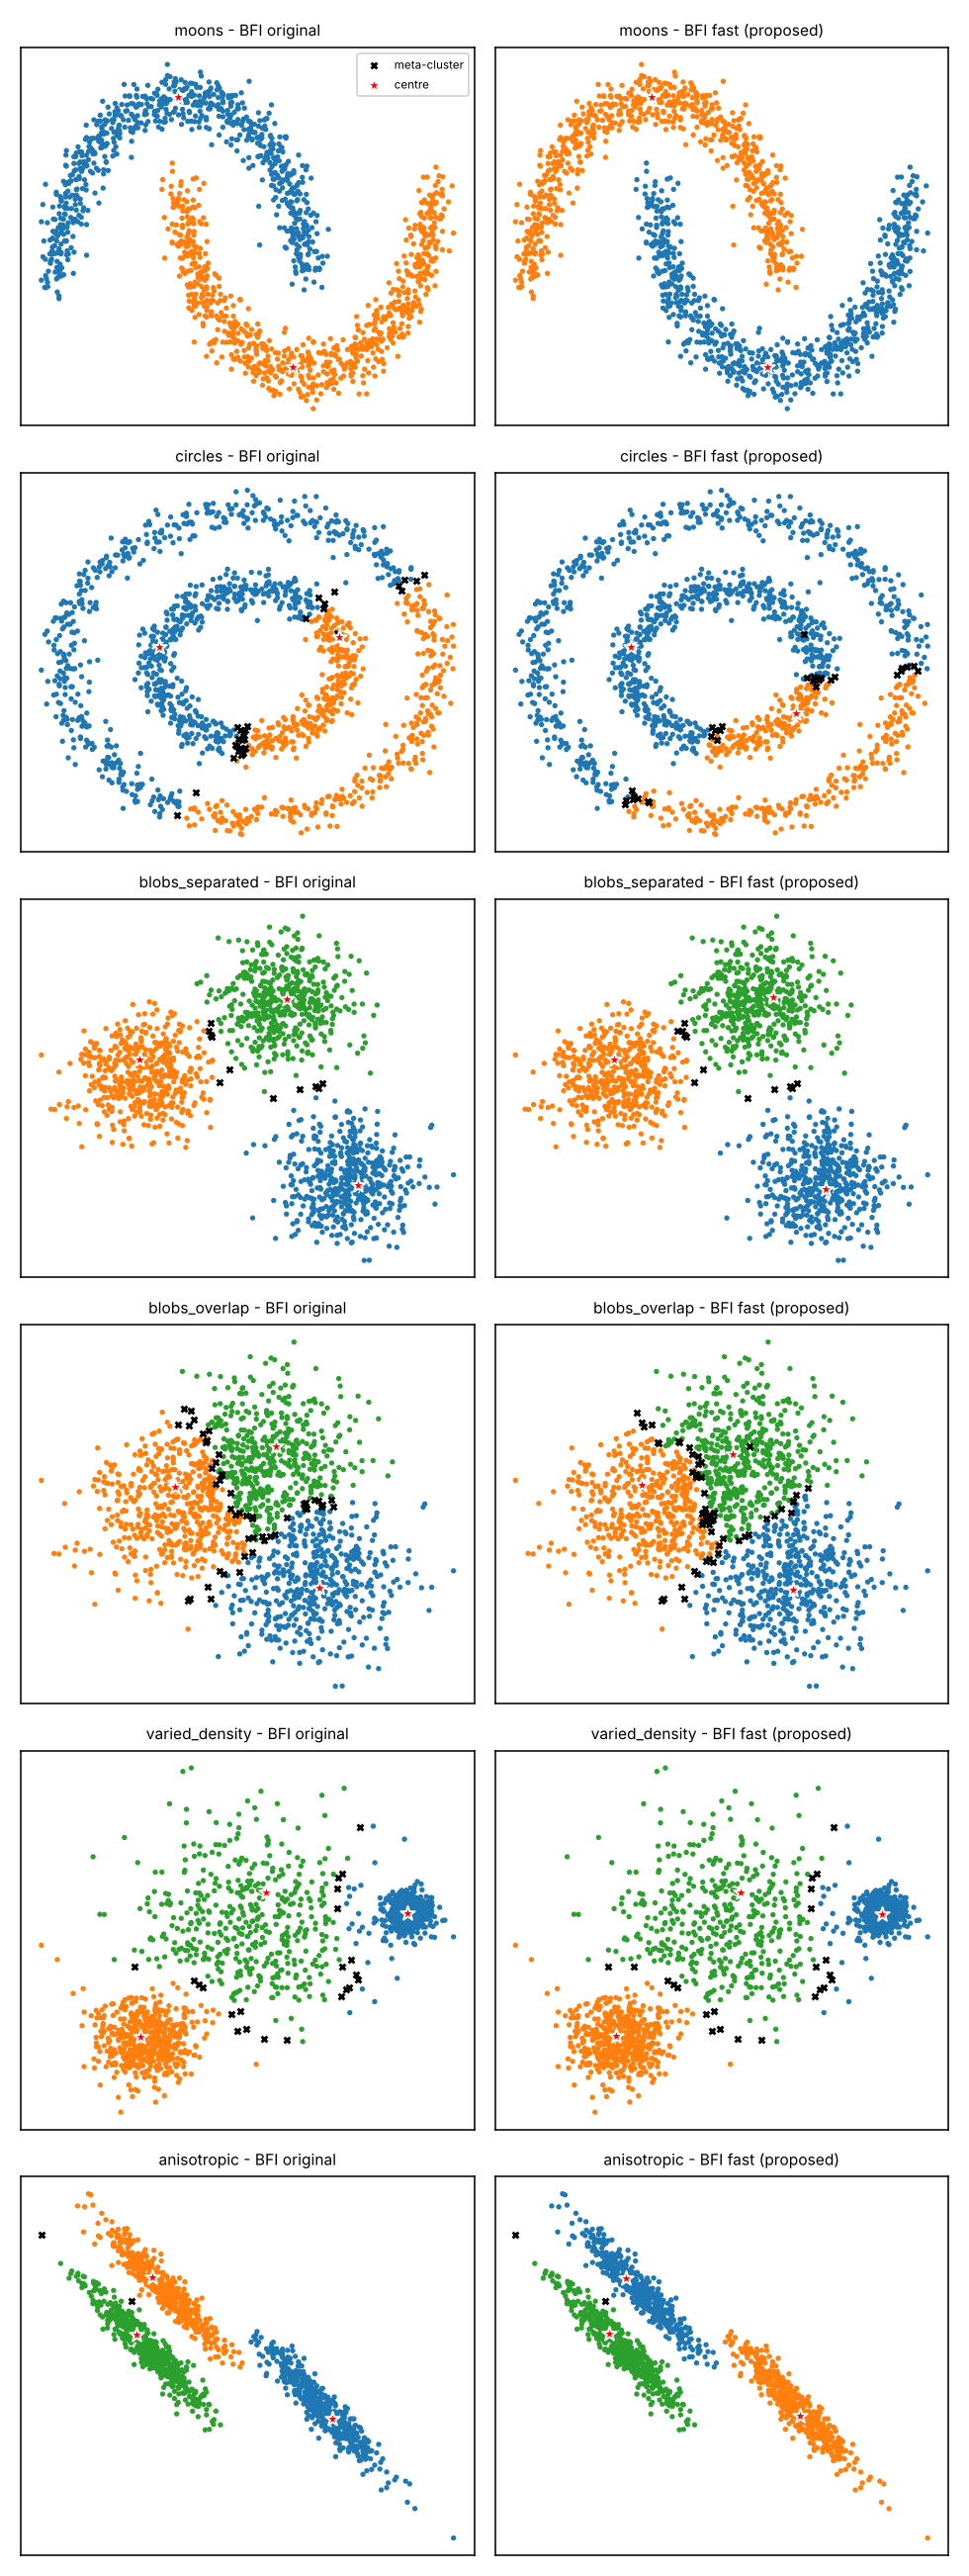 moons - BFI original
moons - BFI fast (proposed)
meta-cluster
centre
circles - BFI original
circles - BFI fast (proposed)
blobs_separated - BFI original
blobs_separated - BFI fast (proposed)
blobs_overlap - BFI original
blobs_overlap - BFI fast (proposed)
varied_density - BFI original
varied_density - BFI fast (proposed)
anisotropic - BFI original
anisotropic - BFI fast (proposed)